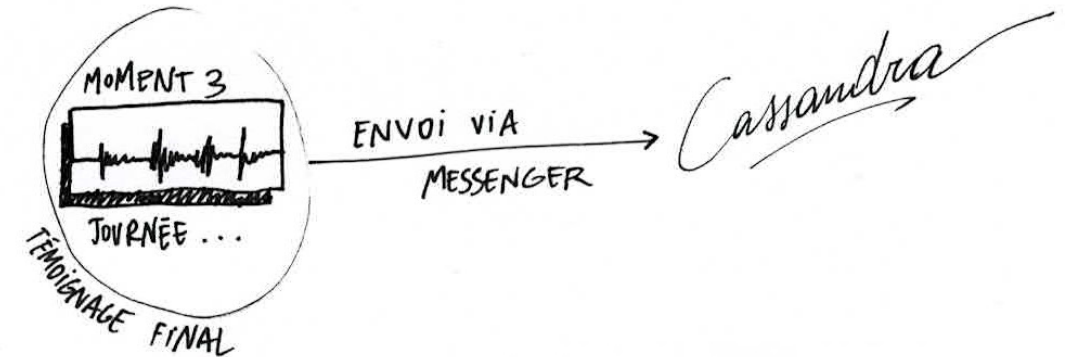 MOMENT 3
JOURNÉE ...
TÉMOIGNAGE FINAL
ENVOI VIA
MESSENGER
Cassandra